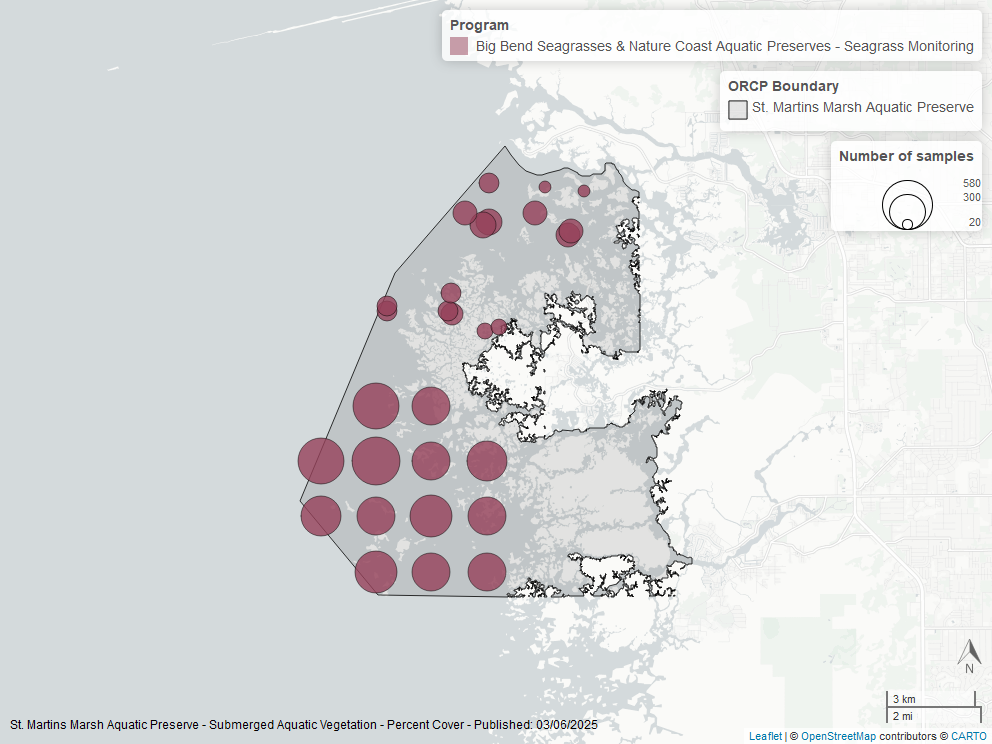 Program
Big Bend Seagrasses & Nature Coast Aquatic Preserves - Seagrass Monitoring
ORCP Boundary
St. Martins Marsh Aquatic Preserve
Number of samples
580
300
20
N
3 km
2 mi
St. Martins Marsh Aquatic Preserve - Submerged Aquatic Vegetation - Percent Cover - Published: 03/06/2025
Leaflet | © OpenStreetMap contributors © CARTO